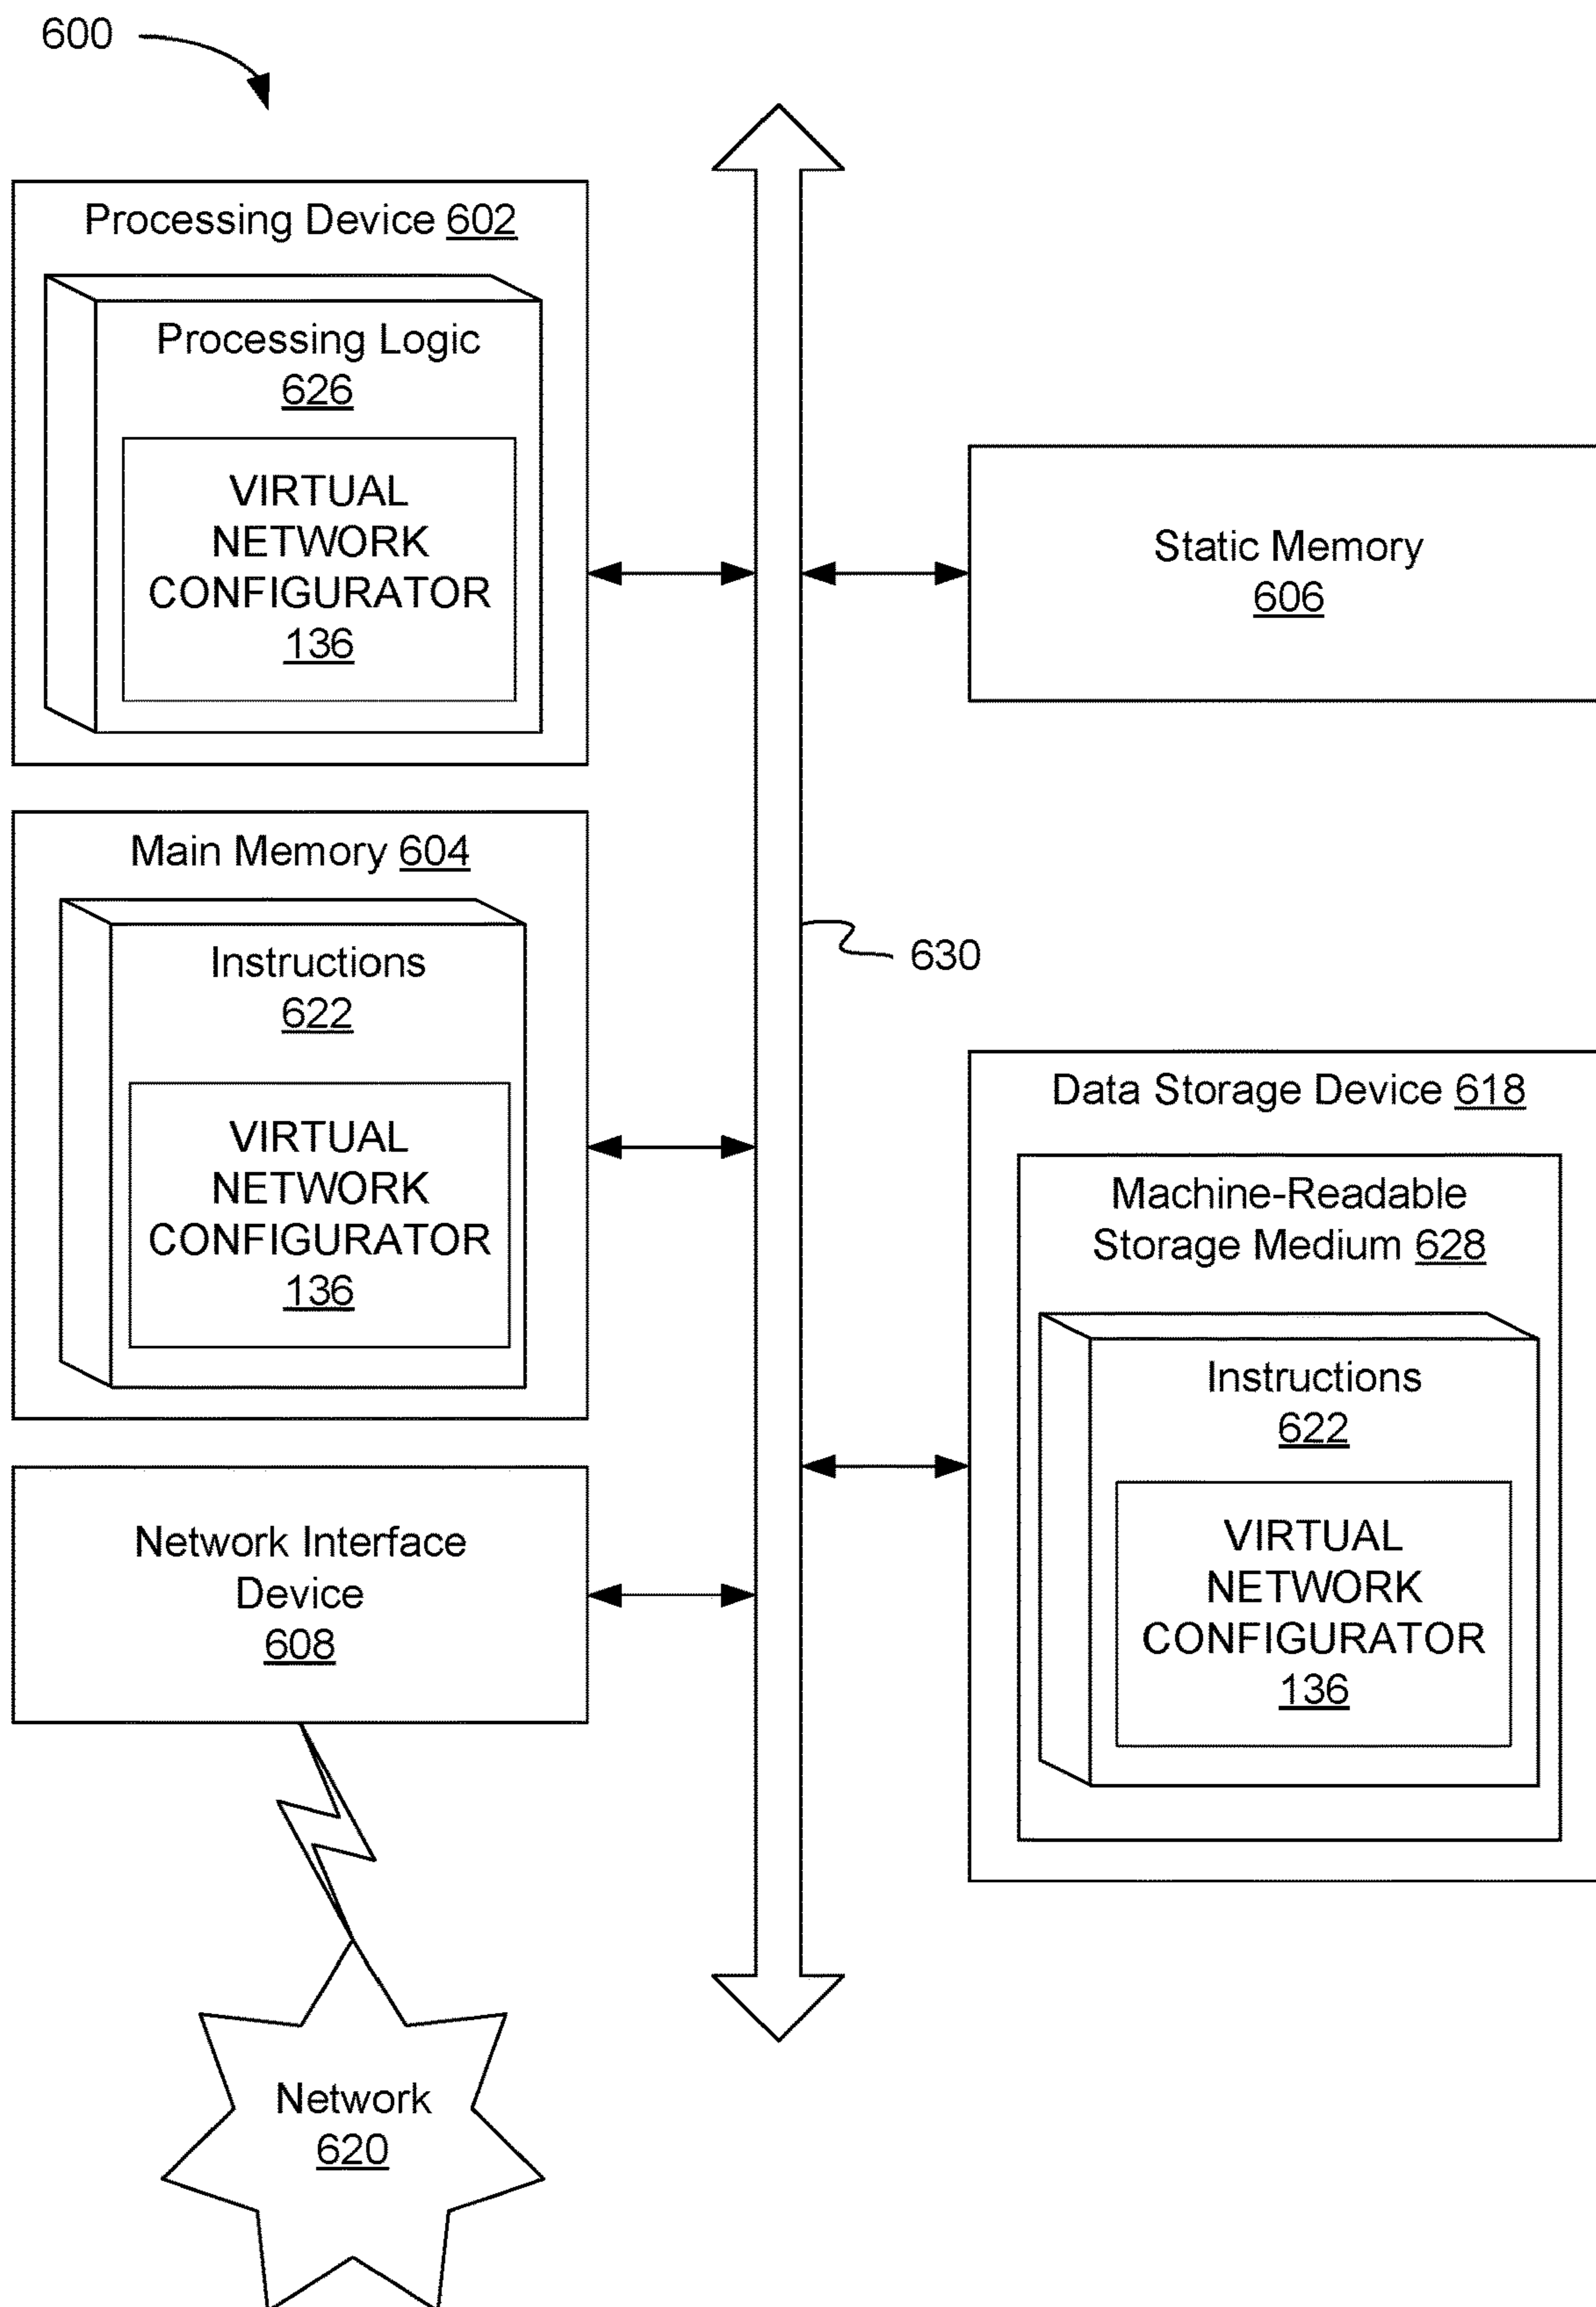 600
Processing Device 602
Processing Logic
626
VIRTUAL
NETWORK
CONFIGURATOR
136
Static Memory
606
Main Memory 604
Instructions
622
VIRTUAL
NETWORK
CONFIGURATOR
136
630
Data Storage Device 618
Machine-Readable
Storage Medium 628
Instructions
622
VIRTUAL
NETWORK
CONFIGURATOR
136
Network Interface
Device
608
Network
620